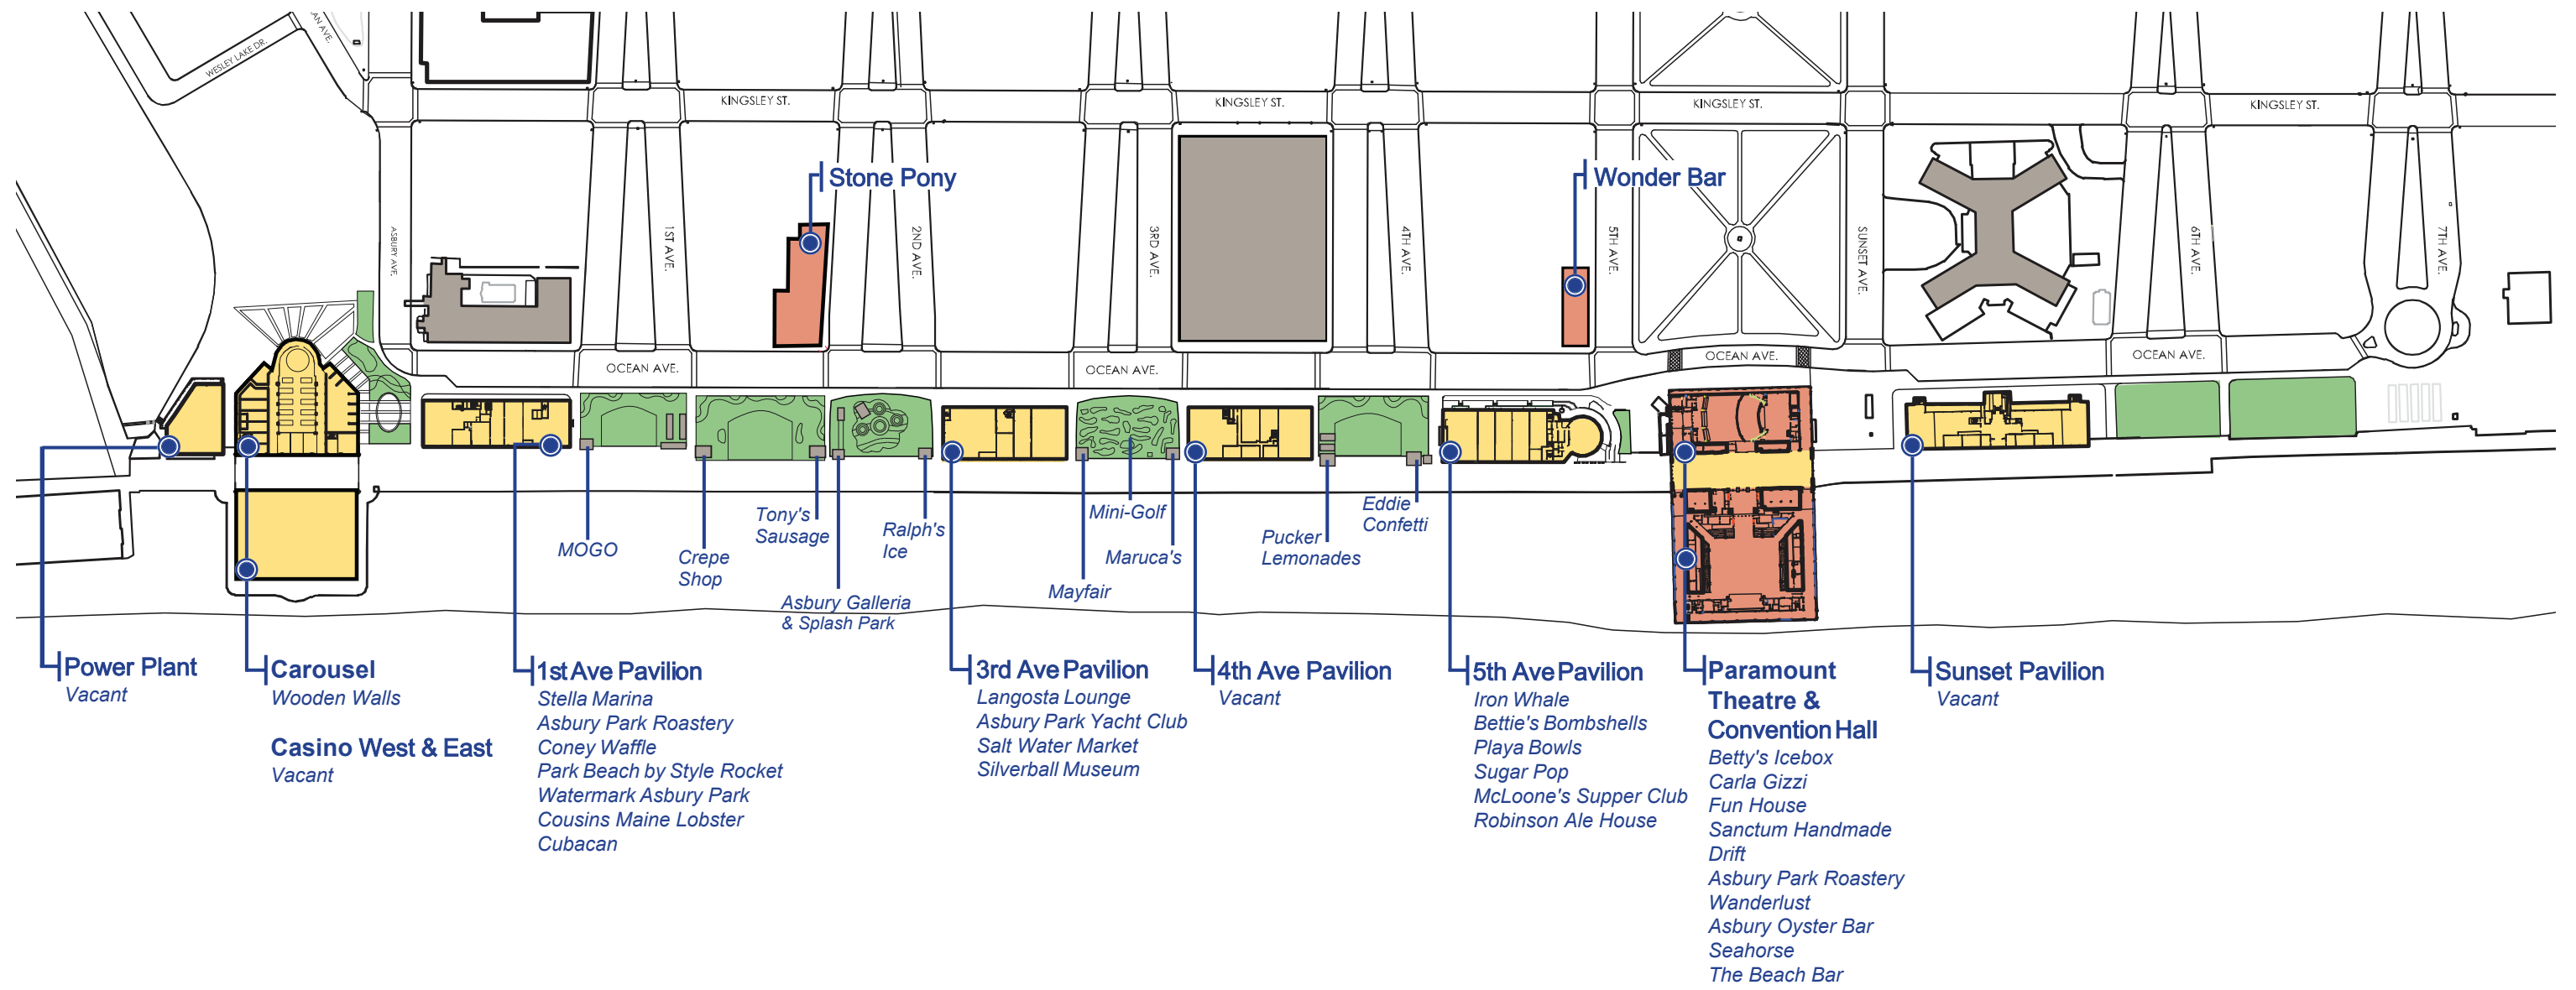 WESLEY LAKE DR.
AN AVE.
KINGSLEY ST.
KINGSLEY ST.
KINGSLEY ST.
KINGSLEY ST.
Stone Pony
Wonder Bar
ASBURY AVE.
1ST AVE.
2ND AVE.
3RD AVE.
4TH AVE.
5TH AVE.
SUNSET AVE.
6TH AVE.
7TH AVE.
OCEAN AVE.
OCEAN AVE.
OCEAN AVE.
OCEAN AVE.
MOGO
Crepe
Shop
Tony's
Sausage
Asbury Galleria
& Splash Park
Ralph's
Ice
Mini-Golf
Maruca's
Mayfair
Pucker
Lemonades
Eddie
Confetti
Power Plant
Vacant
Carousel
Wooden Walls
Casino West & East
Vacant
1st Ave Pavilion
Stella Marina
Asbury Park Roastery
Coney Waffle
Park Beach by Style Rocket
Watermark Asbury Park
Cousins Maine Lobster
Cubacan
3rd Ave Pavilion
Langosta Lounge
Asbury Park Yacht Club
Salt Water Market
Silverball Museum
4th Ave Pavilion
Vacant
5th Ave Pavilion
Iron Whale
Bettie's Bombshells
Playa Bowls
Sugar Pop
McLoone's Supper Club
Robinson Ale House
Paramount
Theatre &
Convention Hall
Betty's Icebox
Carla Gizzi
Fun House
Sanctum Handmade
Drift
Asbury Park Roastery
Wanderlust
Asbury Oyster Bar
Seahorse
The Beach Bar
Sunset Pavilion
Vacant